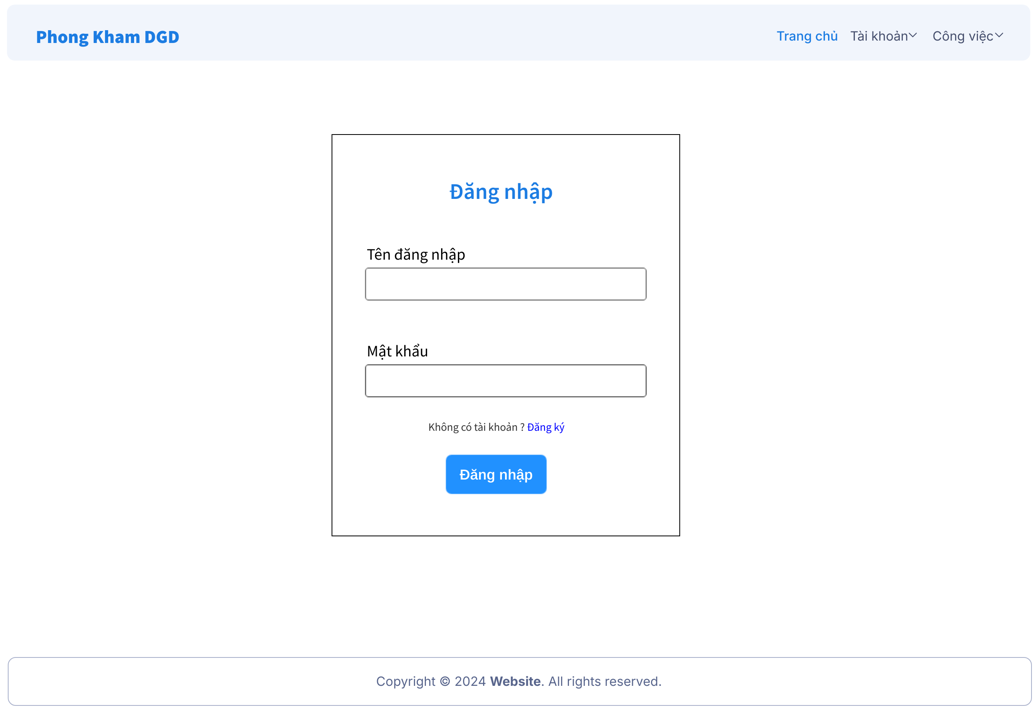 Phong Kham DGD
Trang chủ Tài khoản Công việc
Đăng nhập
Tên đăng nhập
Mật khẩu
Không có tài khoản ? Đăng ký
Đăng nhập
Copyright © 2024 Website. All rights reserved.